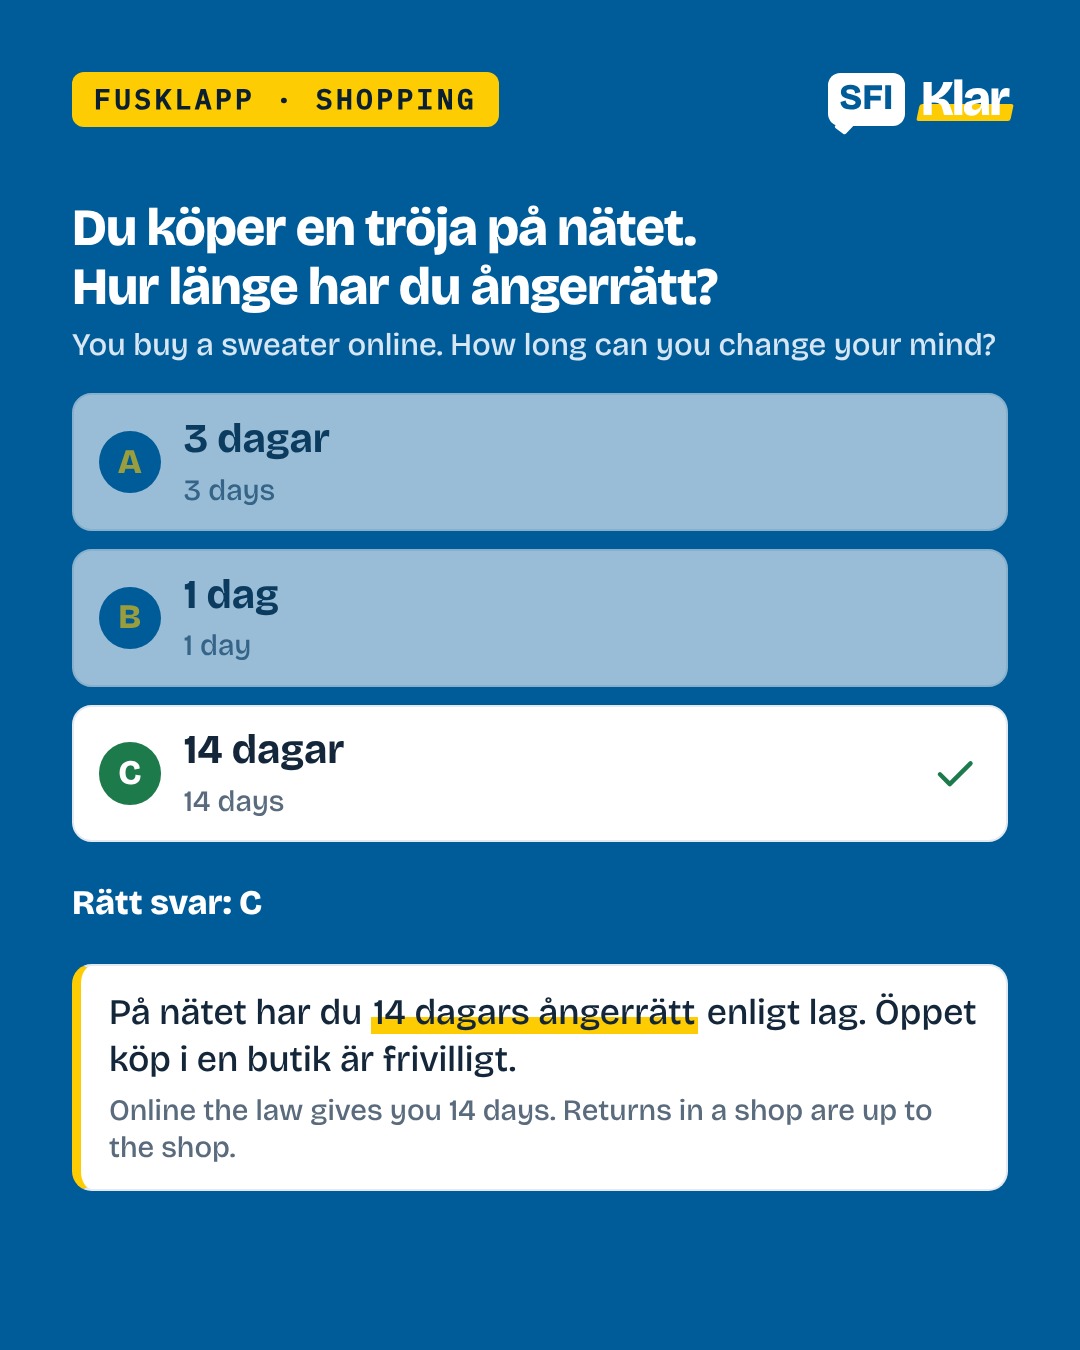 FUSKLAPP · SHOPPING
SFI Klar
Du köper en tröja på nätet.
Hur länge har du ångerrätt?
You buy a sweater online. How long can you change your mind?
A
3 dagar
3 days
B
1 dag
1 day
C
14 dagar
14 days
Rätt svar: C
På nätet har du 14 dagars ångerrätt enligt lag. Öppet
köp i en butik är frivilligt.
Online the law gives you 14 days. Returns in a shop are up to
the shop.